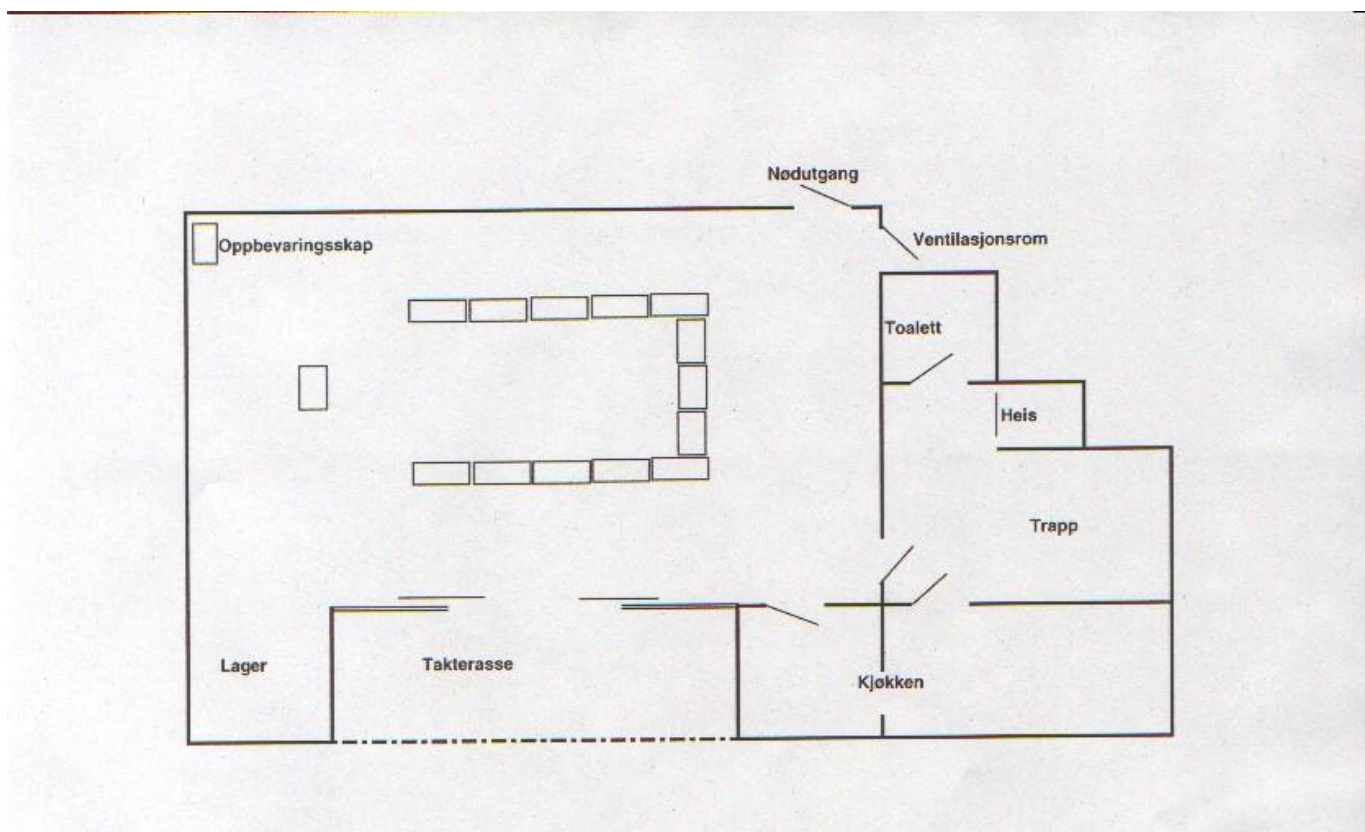 Nødutgang
Oppbevaringsskap
Ventilasjonsrom
Toalett
Heis
Trapp
Lager
Takterasse
Kjøkken